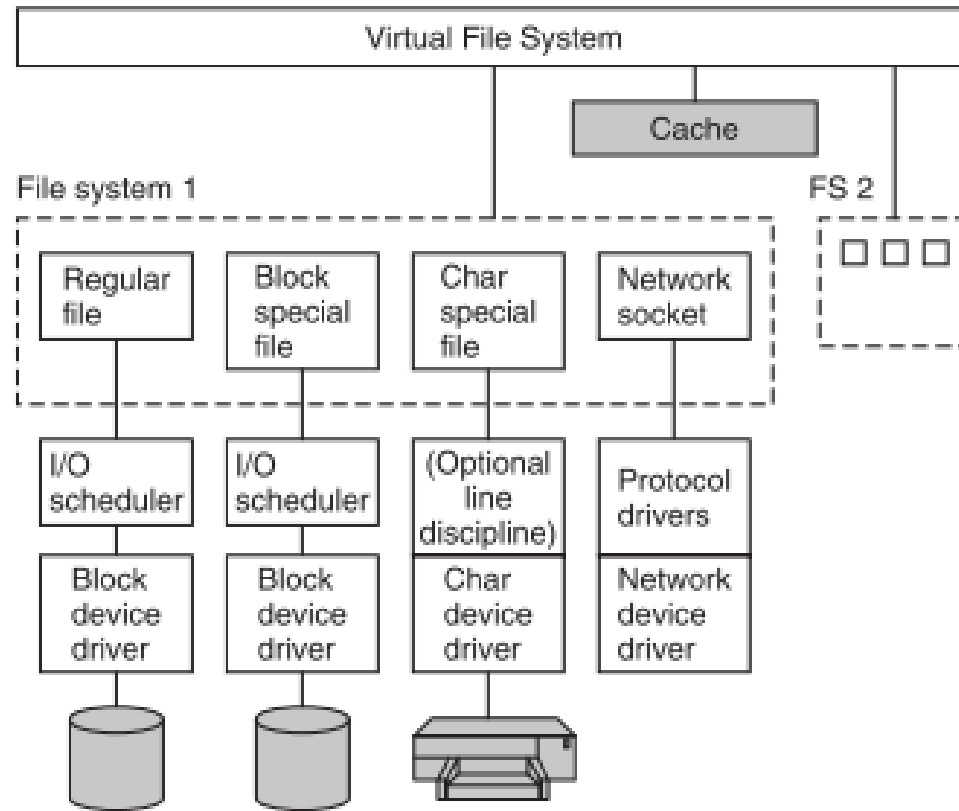 Virtual File System
Cache
File system 1
FS 2
Regular
file
Block
special
file
Char
special
file
Network
socket
I/O
scheduler
I/O
scheduler
(Optional
line
discipline)
Protocol
drivers
Block
device
driver
Block
device
driver
Char
device
driver
Network
device
driver